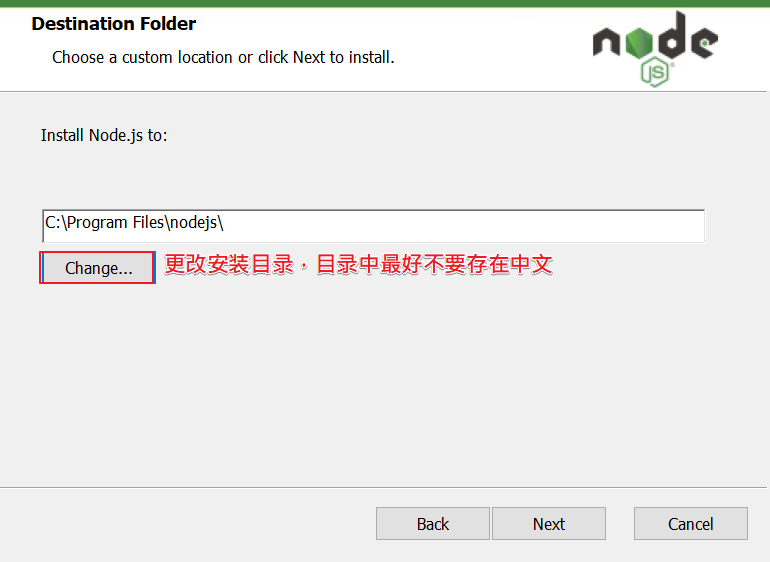 Destination Folder
Choose a custom location or click Next to install.
node
JS
Install Node.js to:
C:\Program Files\nodejs\
Change...
更改安装目录，目录中最好不要存在中文
Back
Next
Cancel